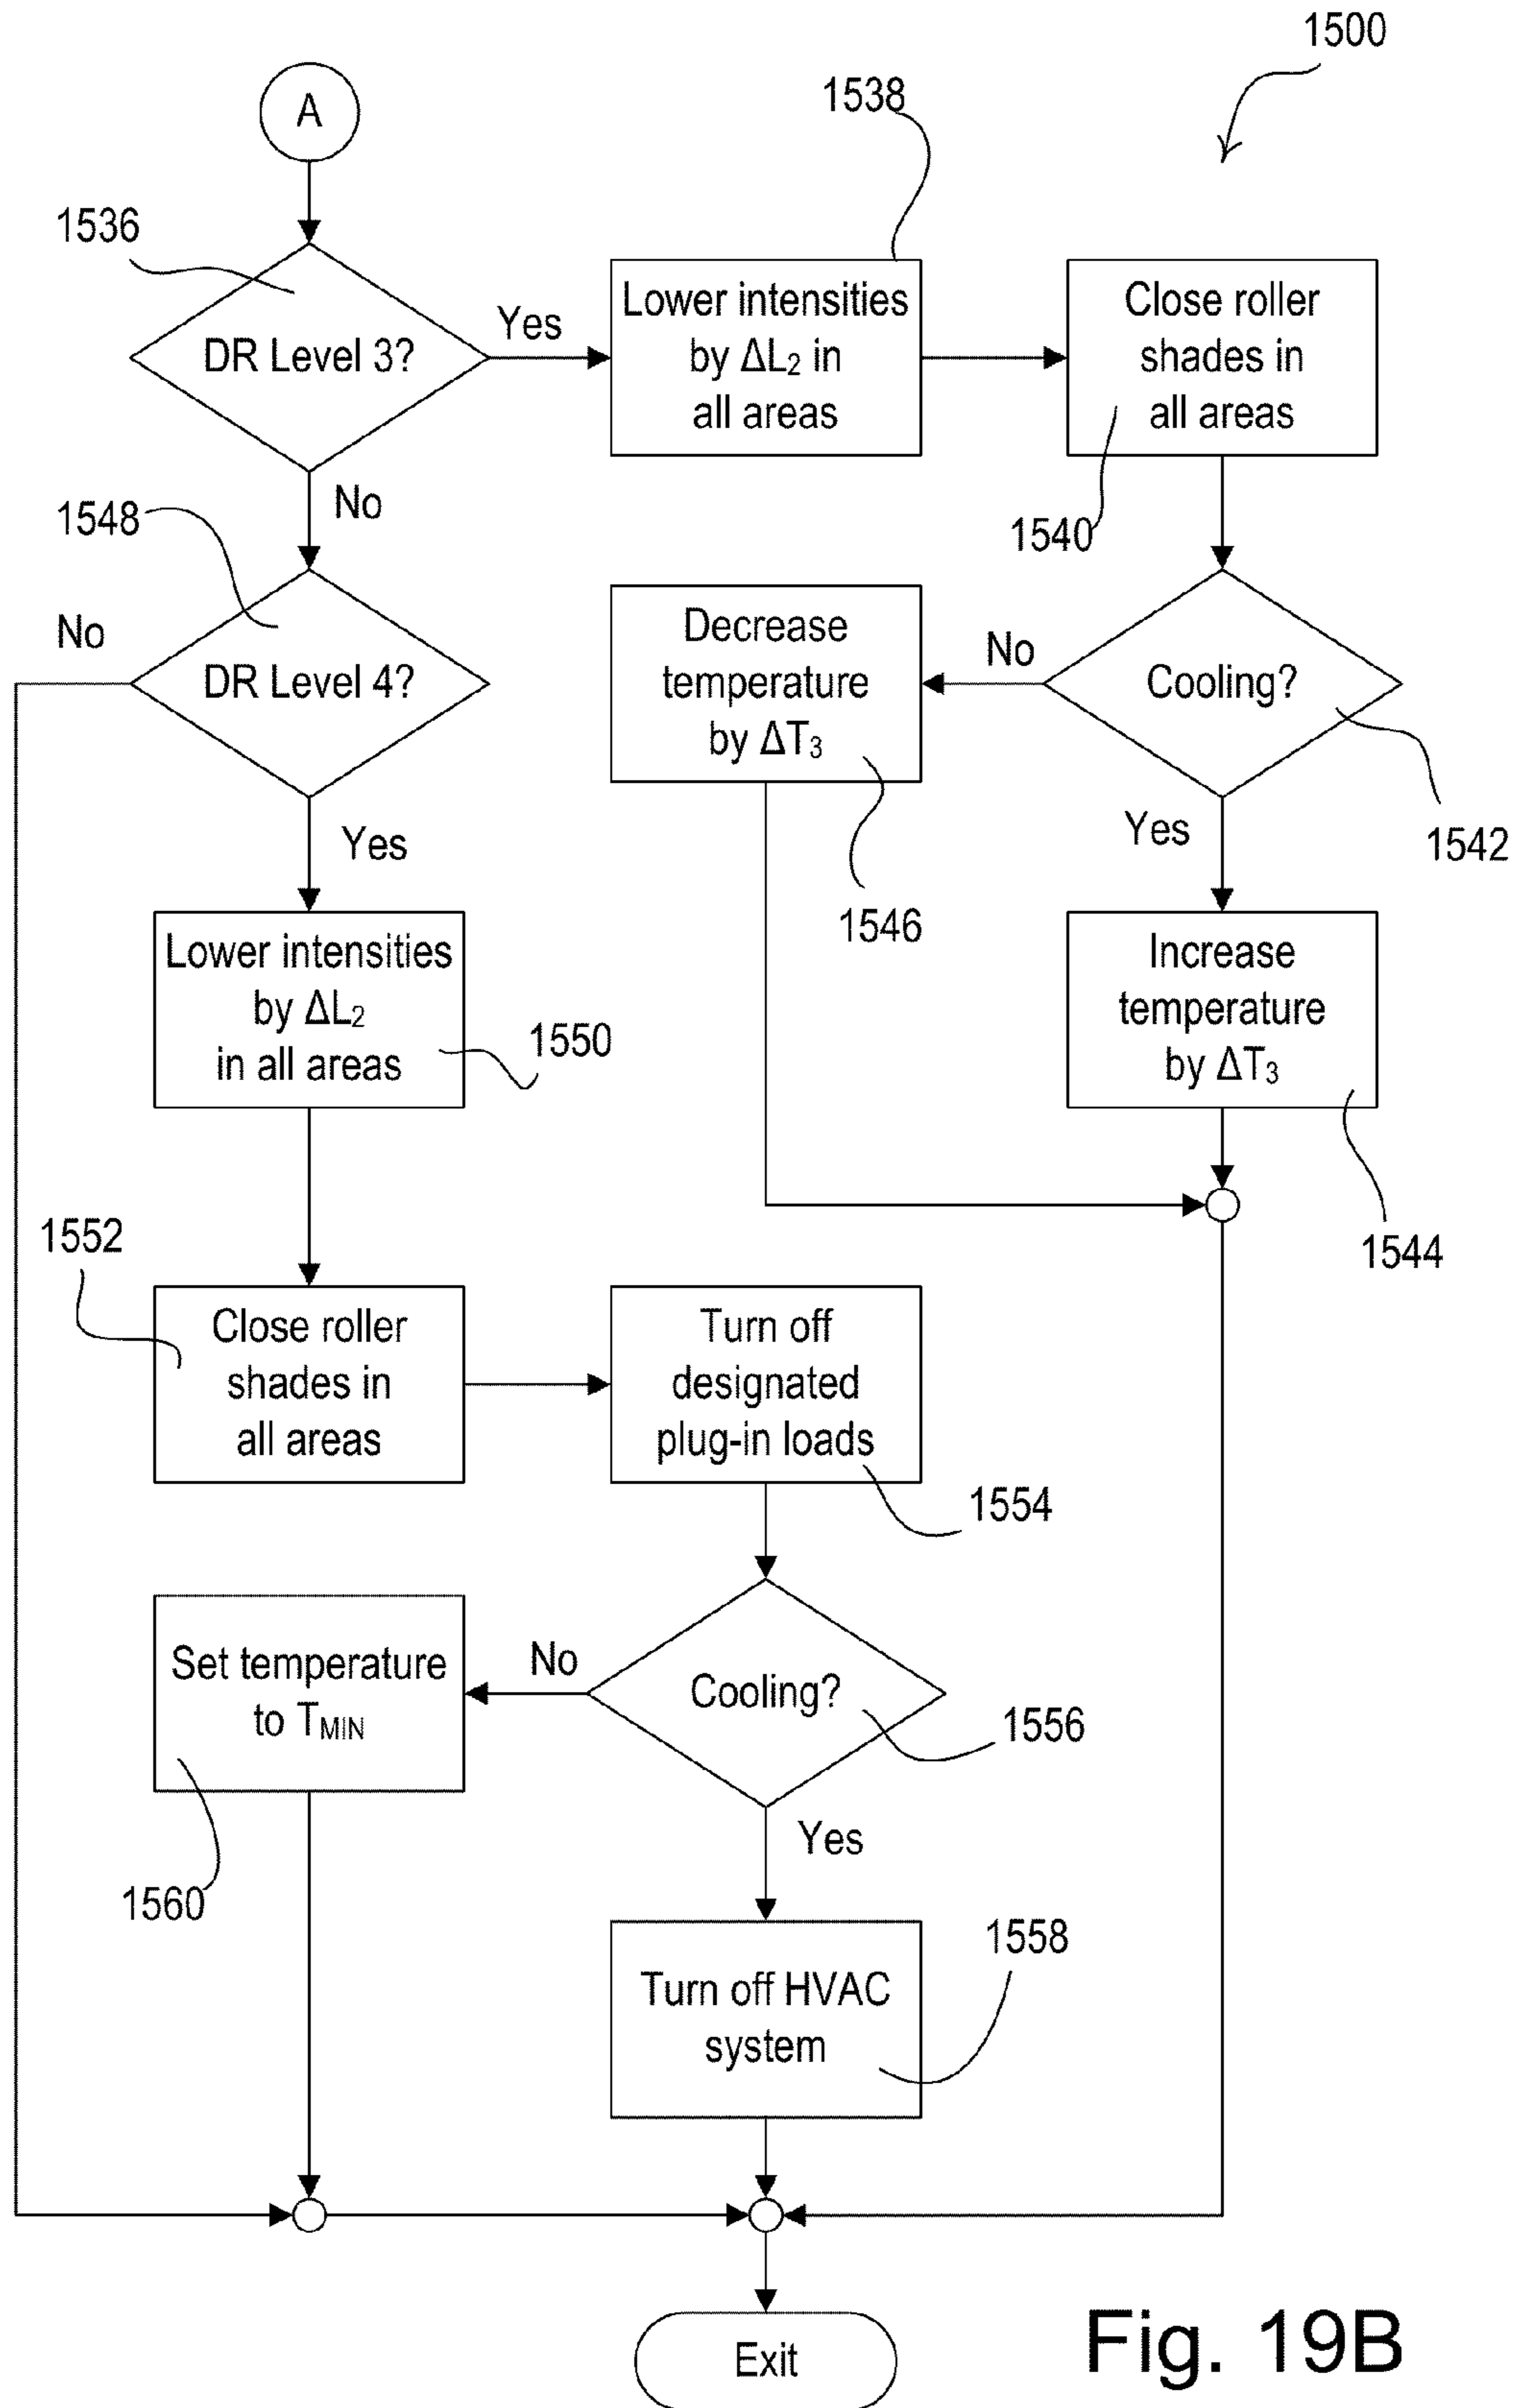 1500
A
1538
1536
DR Level 3?
Yes
Lower intensities
by ΔL₂ in
all areas
Close roller
shades in
all areas
1540
No
1548
DR Level 4?
No
Decrease
temperature
by ΔT₃
1546
No
Cooling?
1542
Yes
Yes
Increase
temperature
by ΔT₃
1544
Lower intensities
by ΔL₂
in all areas
1550
1552
Close roller
shades in
all areas
Turn off
designated
plug-in loads
1554
Set temperature
to TMIN
1560
No
Cooling?
1556
Yes
1558
Turn off HVAC
system
Exit
Fig. 19B